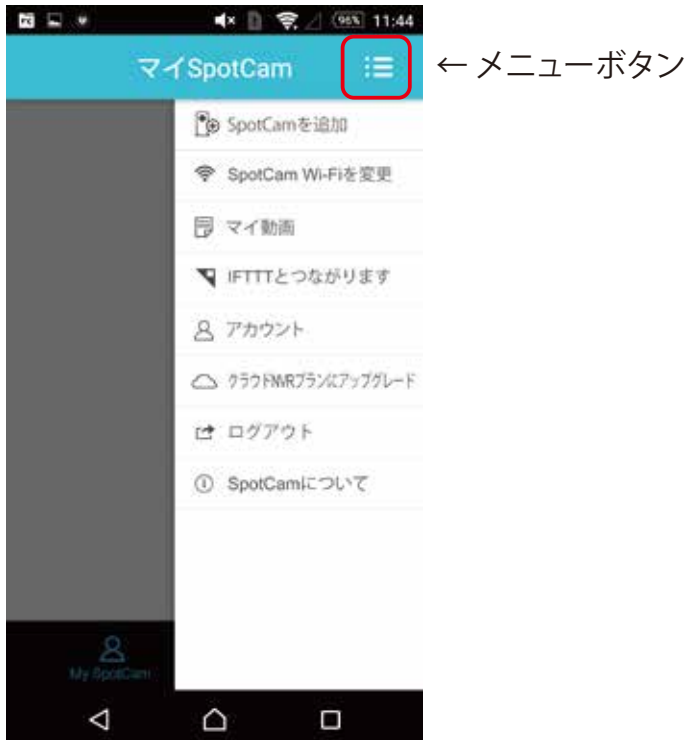 96% 11:44
マイSpotCam
← メニューボタン
SpotCamを追加
SpotCam Wi-Fiを変更
マイ動画
IFTTTとつながります
アカウント
クラウドNVRプランにアップグレード
ログアウト
SpotCamについて
My SpotCam